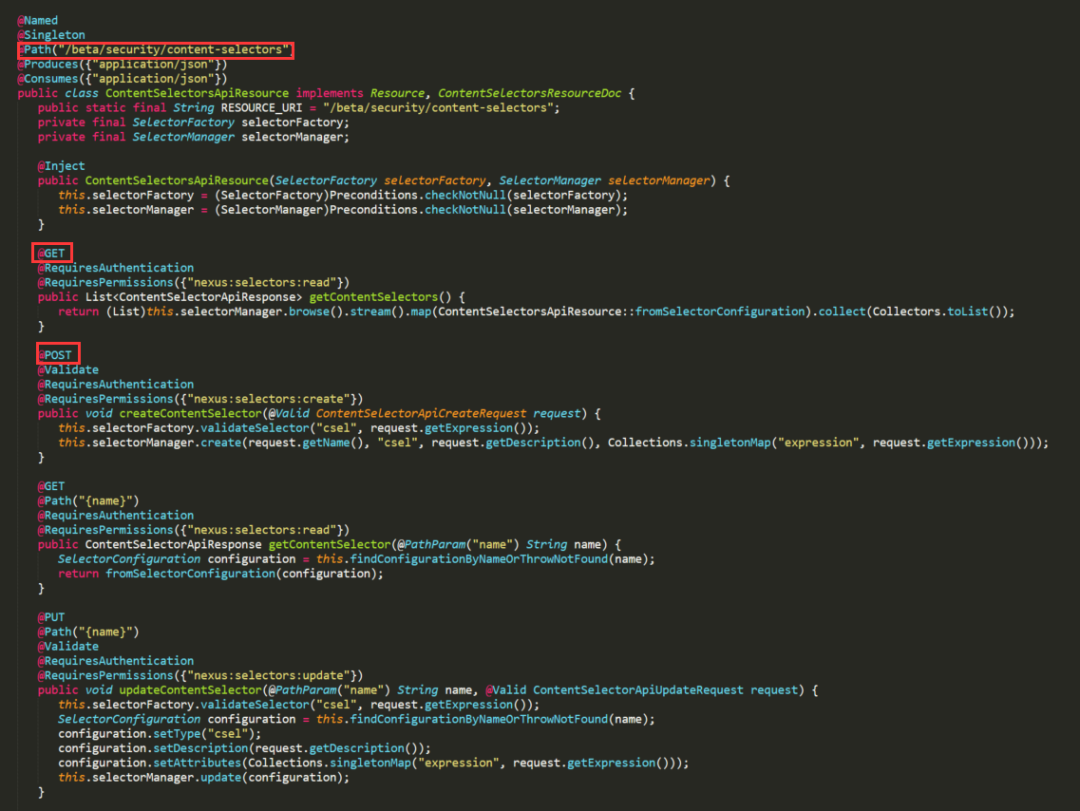 @Named
@Singleton
@Path("/beta/security/content-selectors")
@Produces({"application/json"})
@Consumes({"application/json"})
public class ContentSelectorsApiResource implements Resource, ContentSelectorsResourceDoc {
public static final String RESOURCE_URI = "/beta/security/content-selectors";
private final SelectorFactory selectorFactory;
private final SelectorManager selectorManager;
@Inject
public ContentSelectorsApiResource(SelectorFactory selectorFactory, SelectorManager selectorManager) {
this.selectorFactory = (SelectorFactory)Preconditions.checkNotNull(selectorFactory);
this.selectorManager = (SelectorManager)Preconditions.checkNotNull(selectorManager);
}
@GET
@RequiresAuthentication
@RequiresPermissions({"nexus:selectors:read"})
public List<ContentSelectorApiResponse> getContentSelectors() {
return (List)this.selectorManager.browse().stream().map(ContentSelectorsApiResource::fromSelectorConfiguration).collect(Collectors.toList());
}
@POST
@Validate
@RequiresAuthentication
@RequiresPermissions({"nexus:selectors:create"})
public void createContentSelector(@Valid ContentSelectorApiCreateRequest request) {
this.selectorFactory.validateSelector("csel", request.getExpression());
this.selectorManager.create(request.getName(), "csel", request.getDescription(), Collections.singletonMap("expression", request.getExpression()));
}
@GET
@Path("{name}")
@RequiresAuthentication
@RequiresPermissions({"nexus:selectors:read"})
public ContentSelectorApiResponse getContentSelector(@PathParam("name") String name) {
SelectorConfiguration configuration = this.findConfigurationByNameOrThrowNotFound(name);
return fromSelectorConfiguration(configuration);
}
@PUT
@Path("{name}")
@Validate
@RequiresAuthentication
@RequiresPermissions({"nexus:selectors:update"})
public void updateContentSelector(@PathParam("name") String name, @Valid ContentSelectorApiUpdateRequest request) {
this.selectorFactory.validateSelector("csel", request.getExpression());
SelectorConfiguration configuration = this.findConfigurationByNameOrThrowNotFound(name);
configuration.setType("csel");
configuration.setDescription(request.getDescription());
configuration.setAttributes(Collections.singletonMap("expression", request.getExpression()));
this.selectorManager.update(configuration);
}